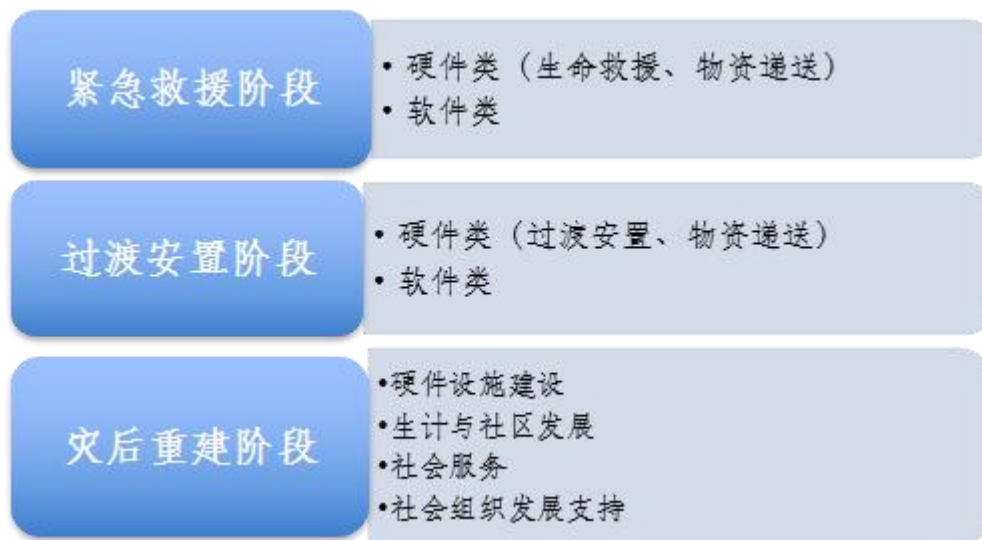 紧急救援阶段
• 硬件类（生命救援、物资递送）
• 软件类
过渡安置阶段
• 硬件类（过渡安置、物资递送）
• 软件类
灾后重建阶段
•硬件设施建设
•生计与社区发展
•社会服务
•社会组织发展支持